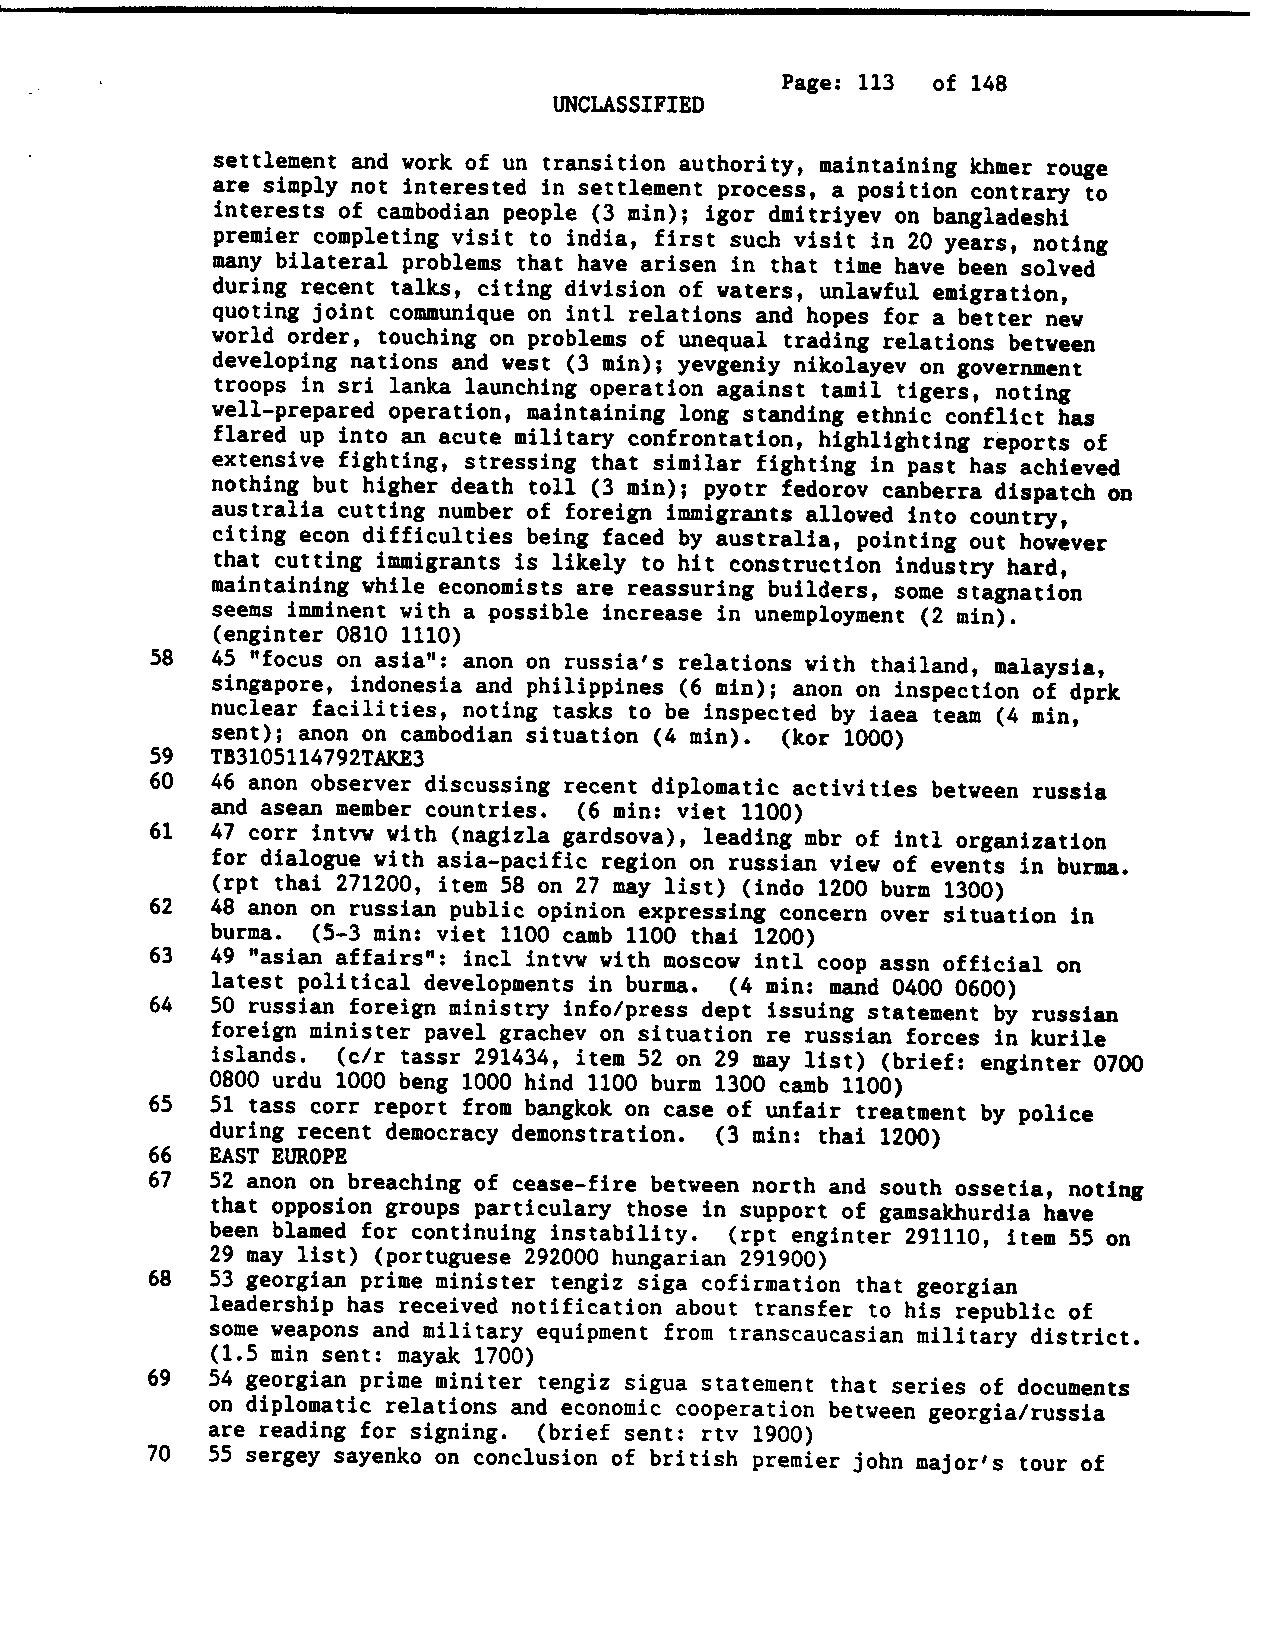 Page: 113 of 148
UNCLASSIFIED
settlement and work of un transition authority, maintaining khmer rouge
are simply not interested in settlement process, a position contrary to
interests of cambodian people (3 min); igor dmitriyev on bangladeshi
premier completing visit to india, first such visit in 20 years, noting
many bilateral problems that have arisen in that time have been solved
during recent talks, citing division of waters, unlawful emigration,
quoting joint communique on intl relations and hopes for a better new
world order, touching on problems of unequal trading relations between
developing nations and west (3 min); yevgeniy nikolayev on government
troops in sri lanka launching operation against tamil tigers, noting
well-prepared operation, maintaining long standing ethnic conflict has
flared up into an acute military confrontation, highlighting reports of
extensive fighting, stressing that similar fighting in past has achieved
nothing but higher death toll (3 min); pyotr fedorov canberra dispatch on
australia cutting number of foreign immigrants allowed into country,
citing econ difficulties being faced by australia, pointing out however
that cutting immigrants is likely to hit construction industry hard,
maintaining while economists are reassuring builders, some stagnation
seems imminent with a possible increase in unemployment (2 min).
(enginter 0810 1110)
58 45 "focus on asia": anon on russia's relations with thailand, malaysia,
singapore, indonesia and philippines (6 min); anon on inspection of dprk
nuclear facilities, noting tasks to be inspected by iaea team (4 min,
sent); anon on cambodian situation (4 min). (kor 1000)
59 TB3105114792TAKE3
60 46 anon observer discussing recent diplomatic activities between russia
and asean member countries. (6 min: viet 1100)
61 47 corr intvw with (nagizla gardsova), leading mbr of intl organization
for dialogue with asia-pacific region on russian view of events in burma.
(rpt thai 271200, item 58 on 27 may list) (indo 1200 burm 1300)
62 48 anon on russian public opinion expressing concern over situation in
burma. (5-3 min: viet 1100 camb 1100 thai 1200)
63 49 "asian affairs": incl intvw with moscow intl coop assn official on
latest political developments in burma. (4 min: mand 0400 0600)
64 50 russian foreign ministry info/press dept issuing statement by russian
foreign minister pavel grachev on situation re russian forces in kurile
islands. (c/r tassr 291434, item 52 on 29 may list) (brief: enginter 0700
0800 urdu 1000 beng 1000 hind 1100 burm 1300 camb 1100)
65 51 tass corr report from bangkok on case of unfair treatment by police
during recent democracy demonstration. (3 min: thai 1200)
66 EAST EUROPE
67 52 anon on breaching of cease-fire between north and south ossetia, noting
that opposion groups particulary those in support of gamsakhurdia have
been blamed for continuing instability. (rpt enginter 291110, item 55 on
29 may list) (portuguese 292000 hungarian 291900)
68 53 georgian prime minister tengiz siga cofirmation that georgian
leadership has received notification about transfer to his republic of
some weapons and military equipment from transcaucasian military district.
(1.5 min sent: mayak 1700)
69 54 georgian prime miniter tengiz sigua statement that series of documents
on diplomatic relations and economic cooperation between georgia/russia
are reading for signing. (brief sent: rtv 1900)
70 55 sergey sayenko on conclusion of british premier john major's tour of